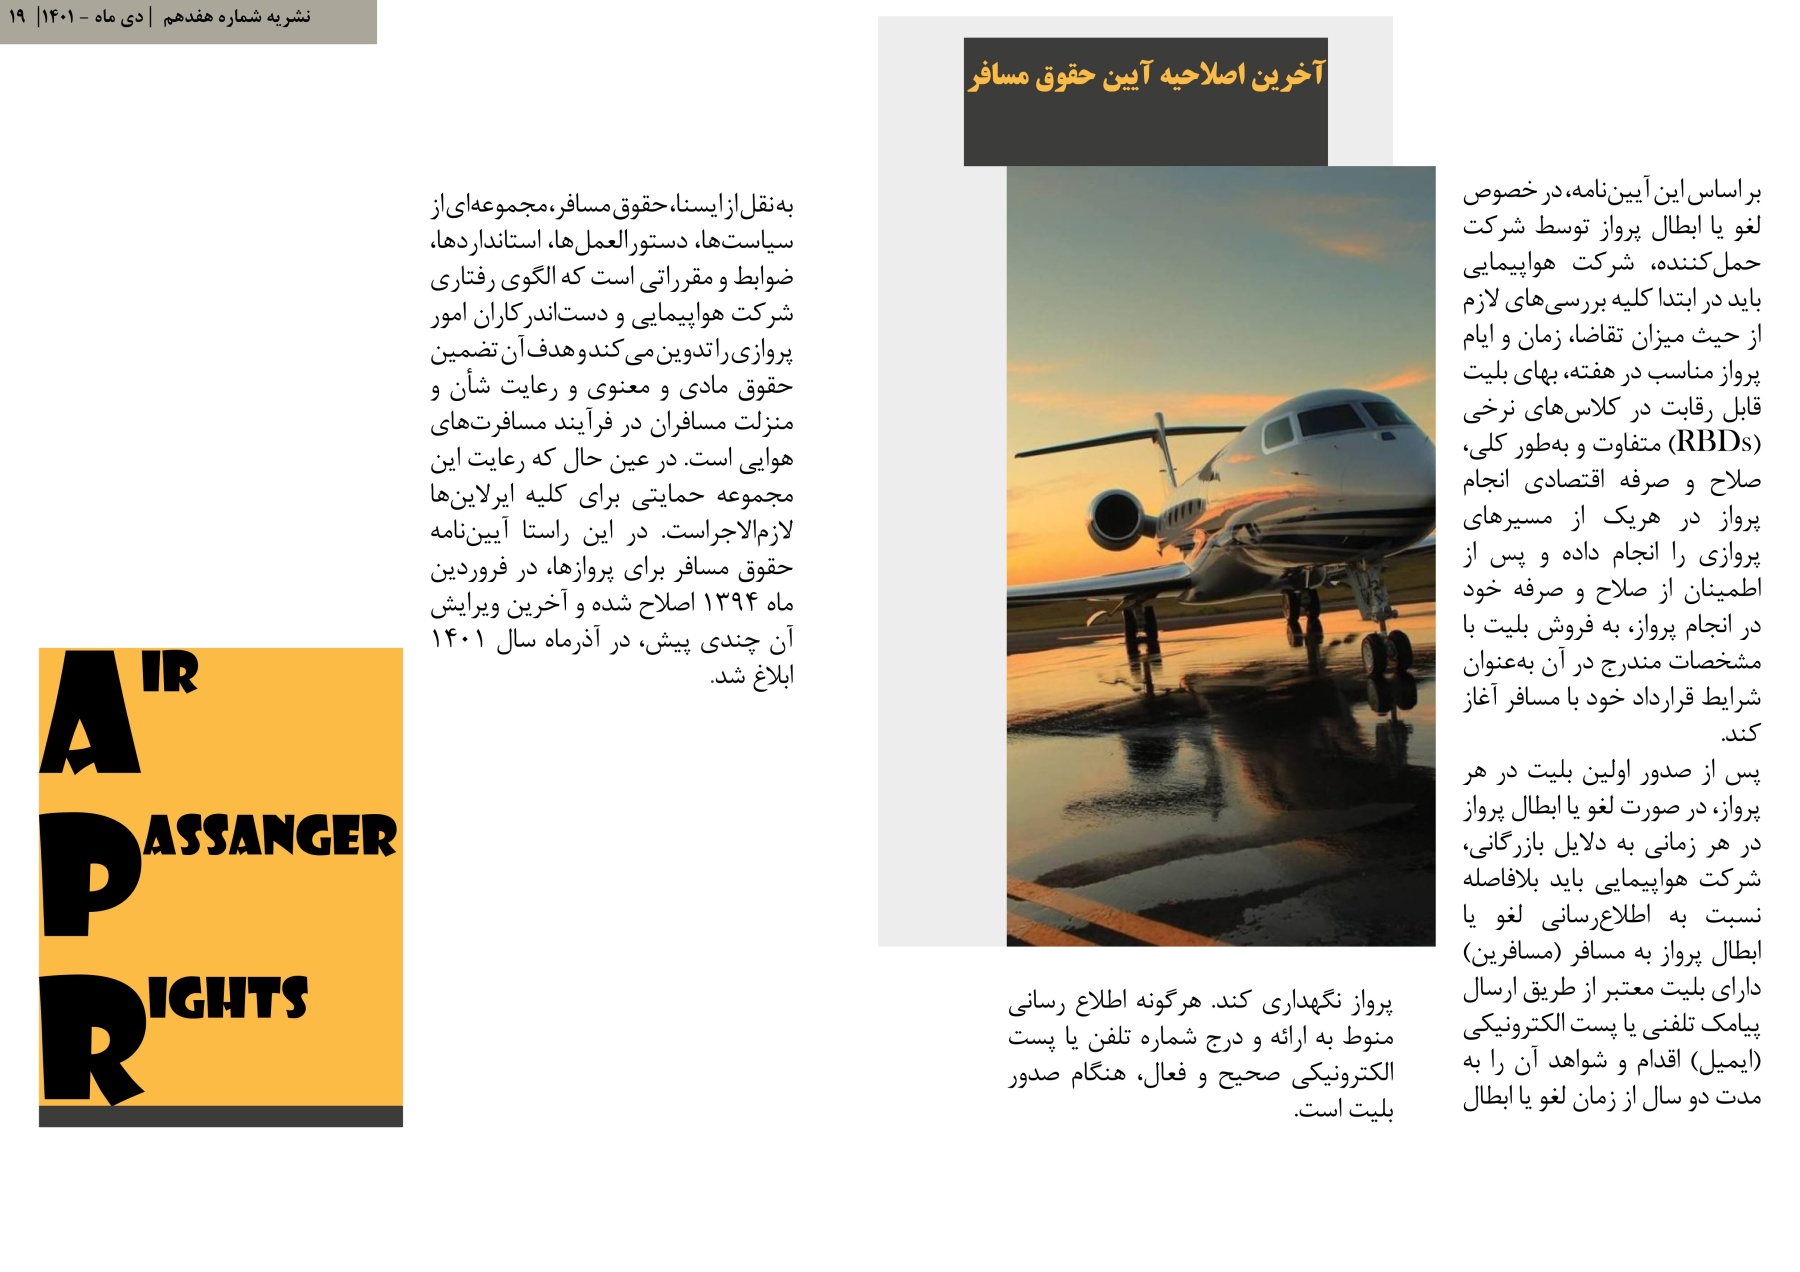 نشریه شماره هفدهم | دی ماه - ۱۴۰۱| ۱۹
آخرین اصلاحیه آیین حقوق مسافر
بر اساس این آیین‌نامه، در خصوص
لغو یا ابطال پرواز توسط شرکت
حمل‌کننده، شرکت هواپیمایی
باید در ابتدا کلیه بررسی‌های لازم
از حیث میزان تقاضا، زمان و ایام
پرواز مناسب در هفته، بهای بلیت
قابل رقابت در کلاس‌های نرخی
(RBDs) متفاوت و به‌طور کلی،
صلاح و صرفه اقتصادی انجام
پرواز در هریک از مسیرهای
پروازی را انجام داده و پس از
اطمینان از صلاح و صرفه خود
در انجام پرواز، به فروش بلیت با
مشخصات مندرج در آن به‌عنوان
شرایط قرارداد خود با مسافر آغاز
کند.
پس از صدور اولین بلیت در هر
پرواز، در صورت لغو یا ابطال پرواز
در هر زمانی به دلایل بازرگانی،
شرکت هواپیمایی باید بلافاصله
نسبت به اطلاع‌رسانی لغو یا
ابطال پرواز به مسافر (مسافرین)
دارای بلیت معتبر از طریق ارسال
پیامک تلفنی یا پست الکترونیکی
(ایمیل) اقدام و شواهد آن را به
مدت دو سال از زمان لغو یا ابطال
پرواز نگهداری کند. هرگونه اطلاع رسانی
منوط به ارائه و درج شماره تلفن یا پست
الکترونیکی صحیح و فعال، هنگام صدور
بلیت است.
به‌نقل از ایسنا، حقوق مسافر، مجموعه‌ای از
سیاست‌ها، دستورالعمل‌ها، استانداردها،
ضوابط و مقرراتی است که الگوی رفتاری
شرکت هواپیمایی و دست‌اندرکاران امور
پروازی را تدوین می‌کند و هدف آن تضمین
حقوق مادی و معنوی و رعایت شأن و
منزلت مسافران در فرآیند مسافرت‌های
هوایی است. در عین حال که رعایت این
مجموعه حمایتی برای کلیه ایرلاین‌ها
لازم‌الاجراست. در این راستا آیین‌نامه
حقوق مسافر برای پروازها، در فروردین
ماه ۱۳۹۴ اصلاح شده و آخرین ویرایش
آن چندی پیش، در آذرماه سال ۱۴۰۱
ابلاغ شد.
AIR
PASSANGER
RIGHTS